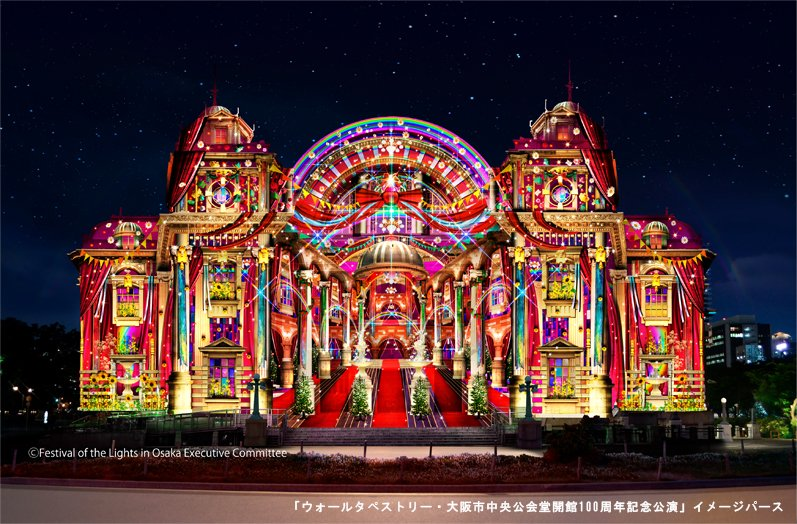 ©Festival of the Lights in Osaka Executive Committee
「ウォールタペストリー・大阪市中央公会堂開館100周年記念公演」イメージパース